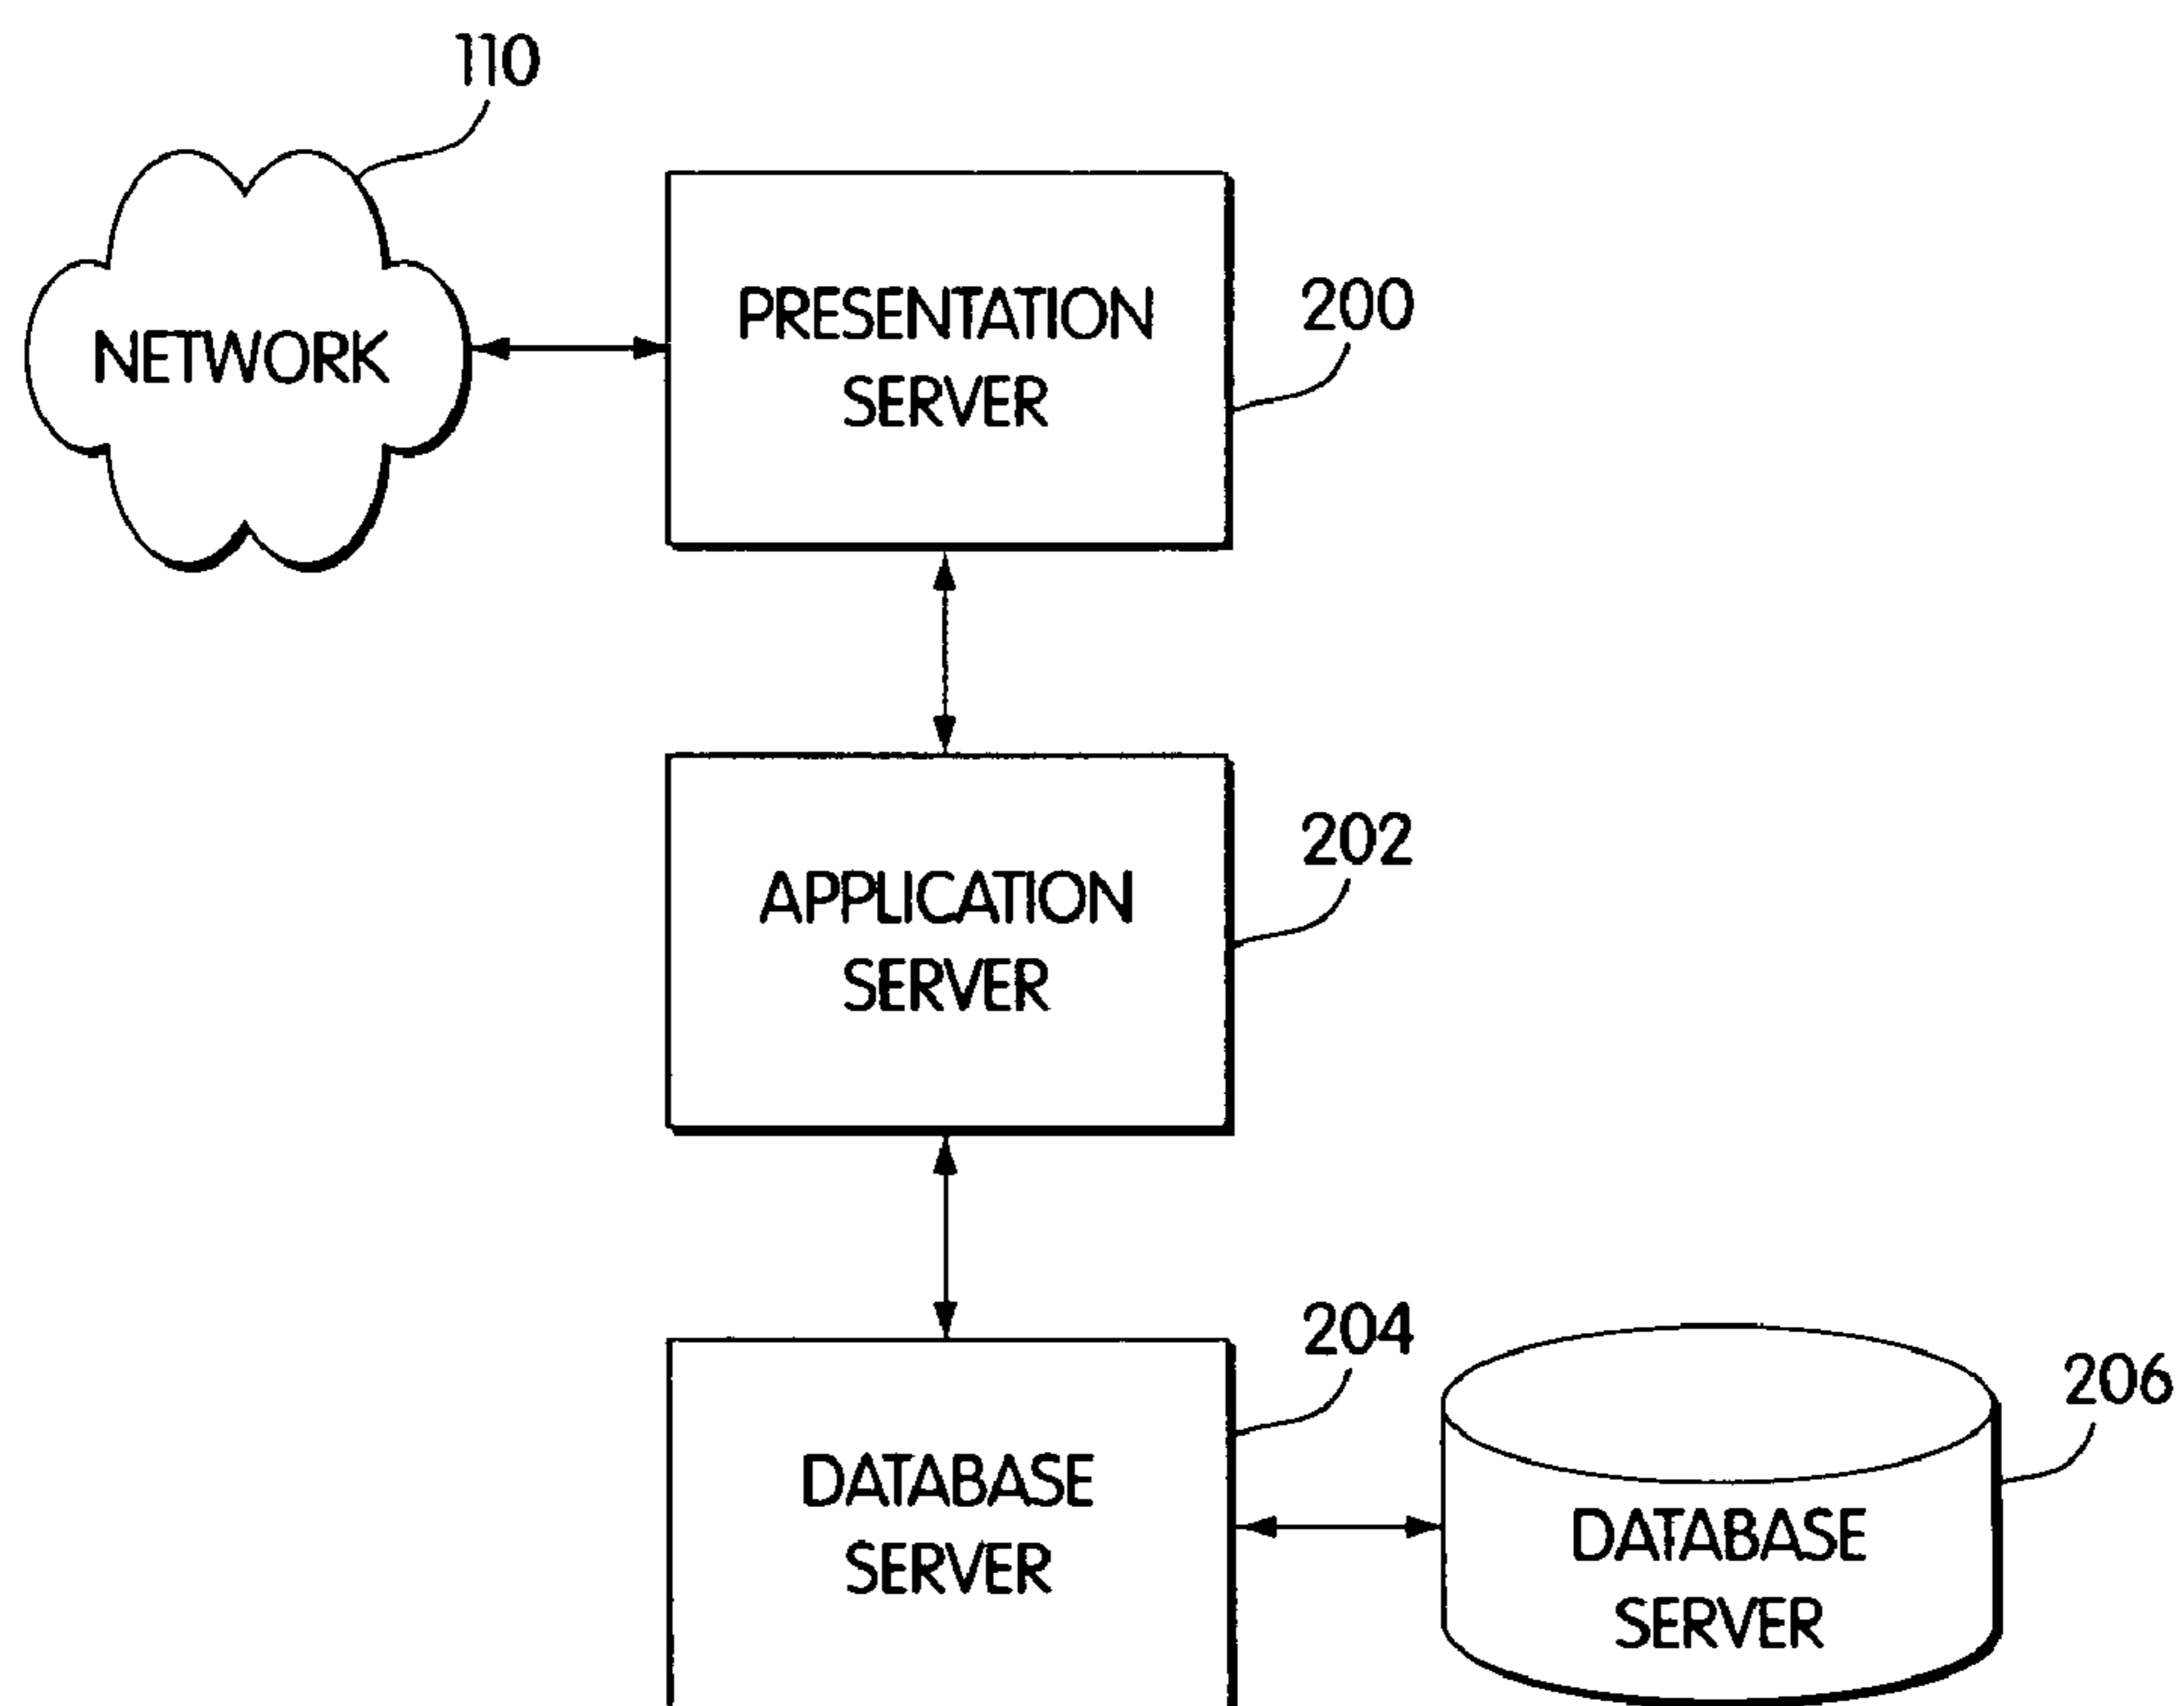 110
NETWORK
PRESENTATION
SERVER
200
APPLICATION
SERVER
202
DATABASE
SERVER
204
DATABASE
SERVER
206